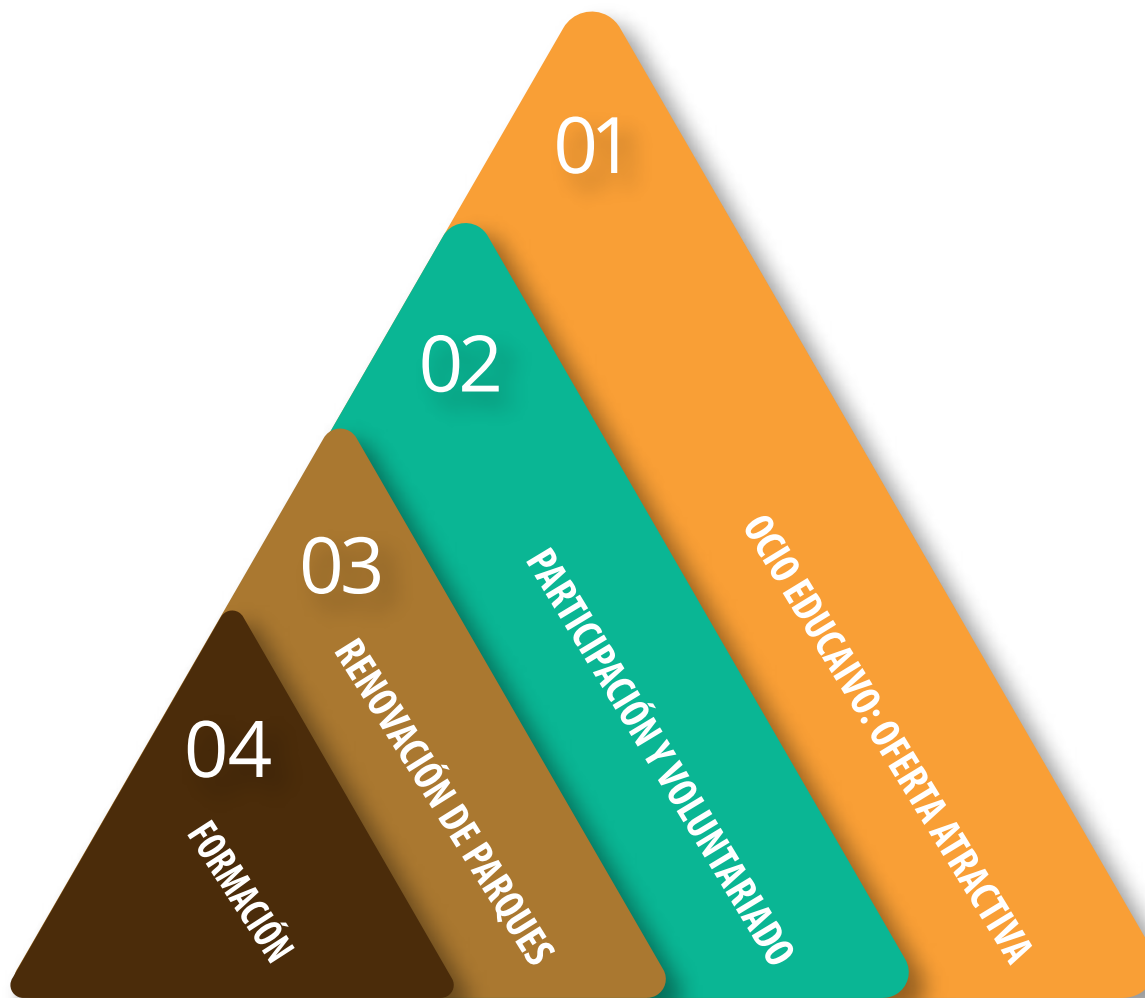 01
OCIO EDUCAIVO: OFERTA ATRACTIVA
02
PARTICIPACIÓN Y VOLUNTARIADO
03
RENOVACIÓN DE PARQUES
04
FORMACIÓN